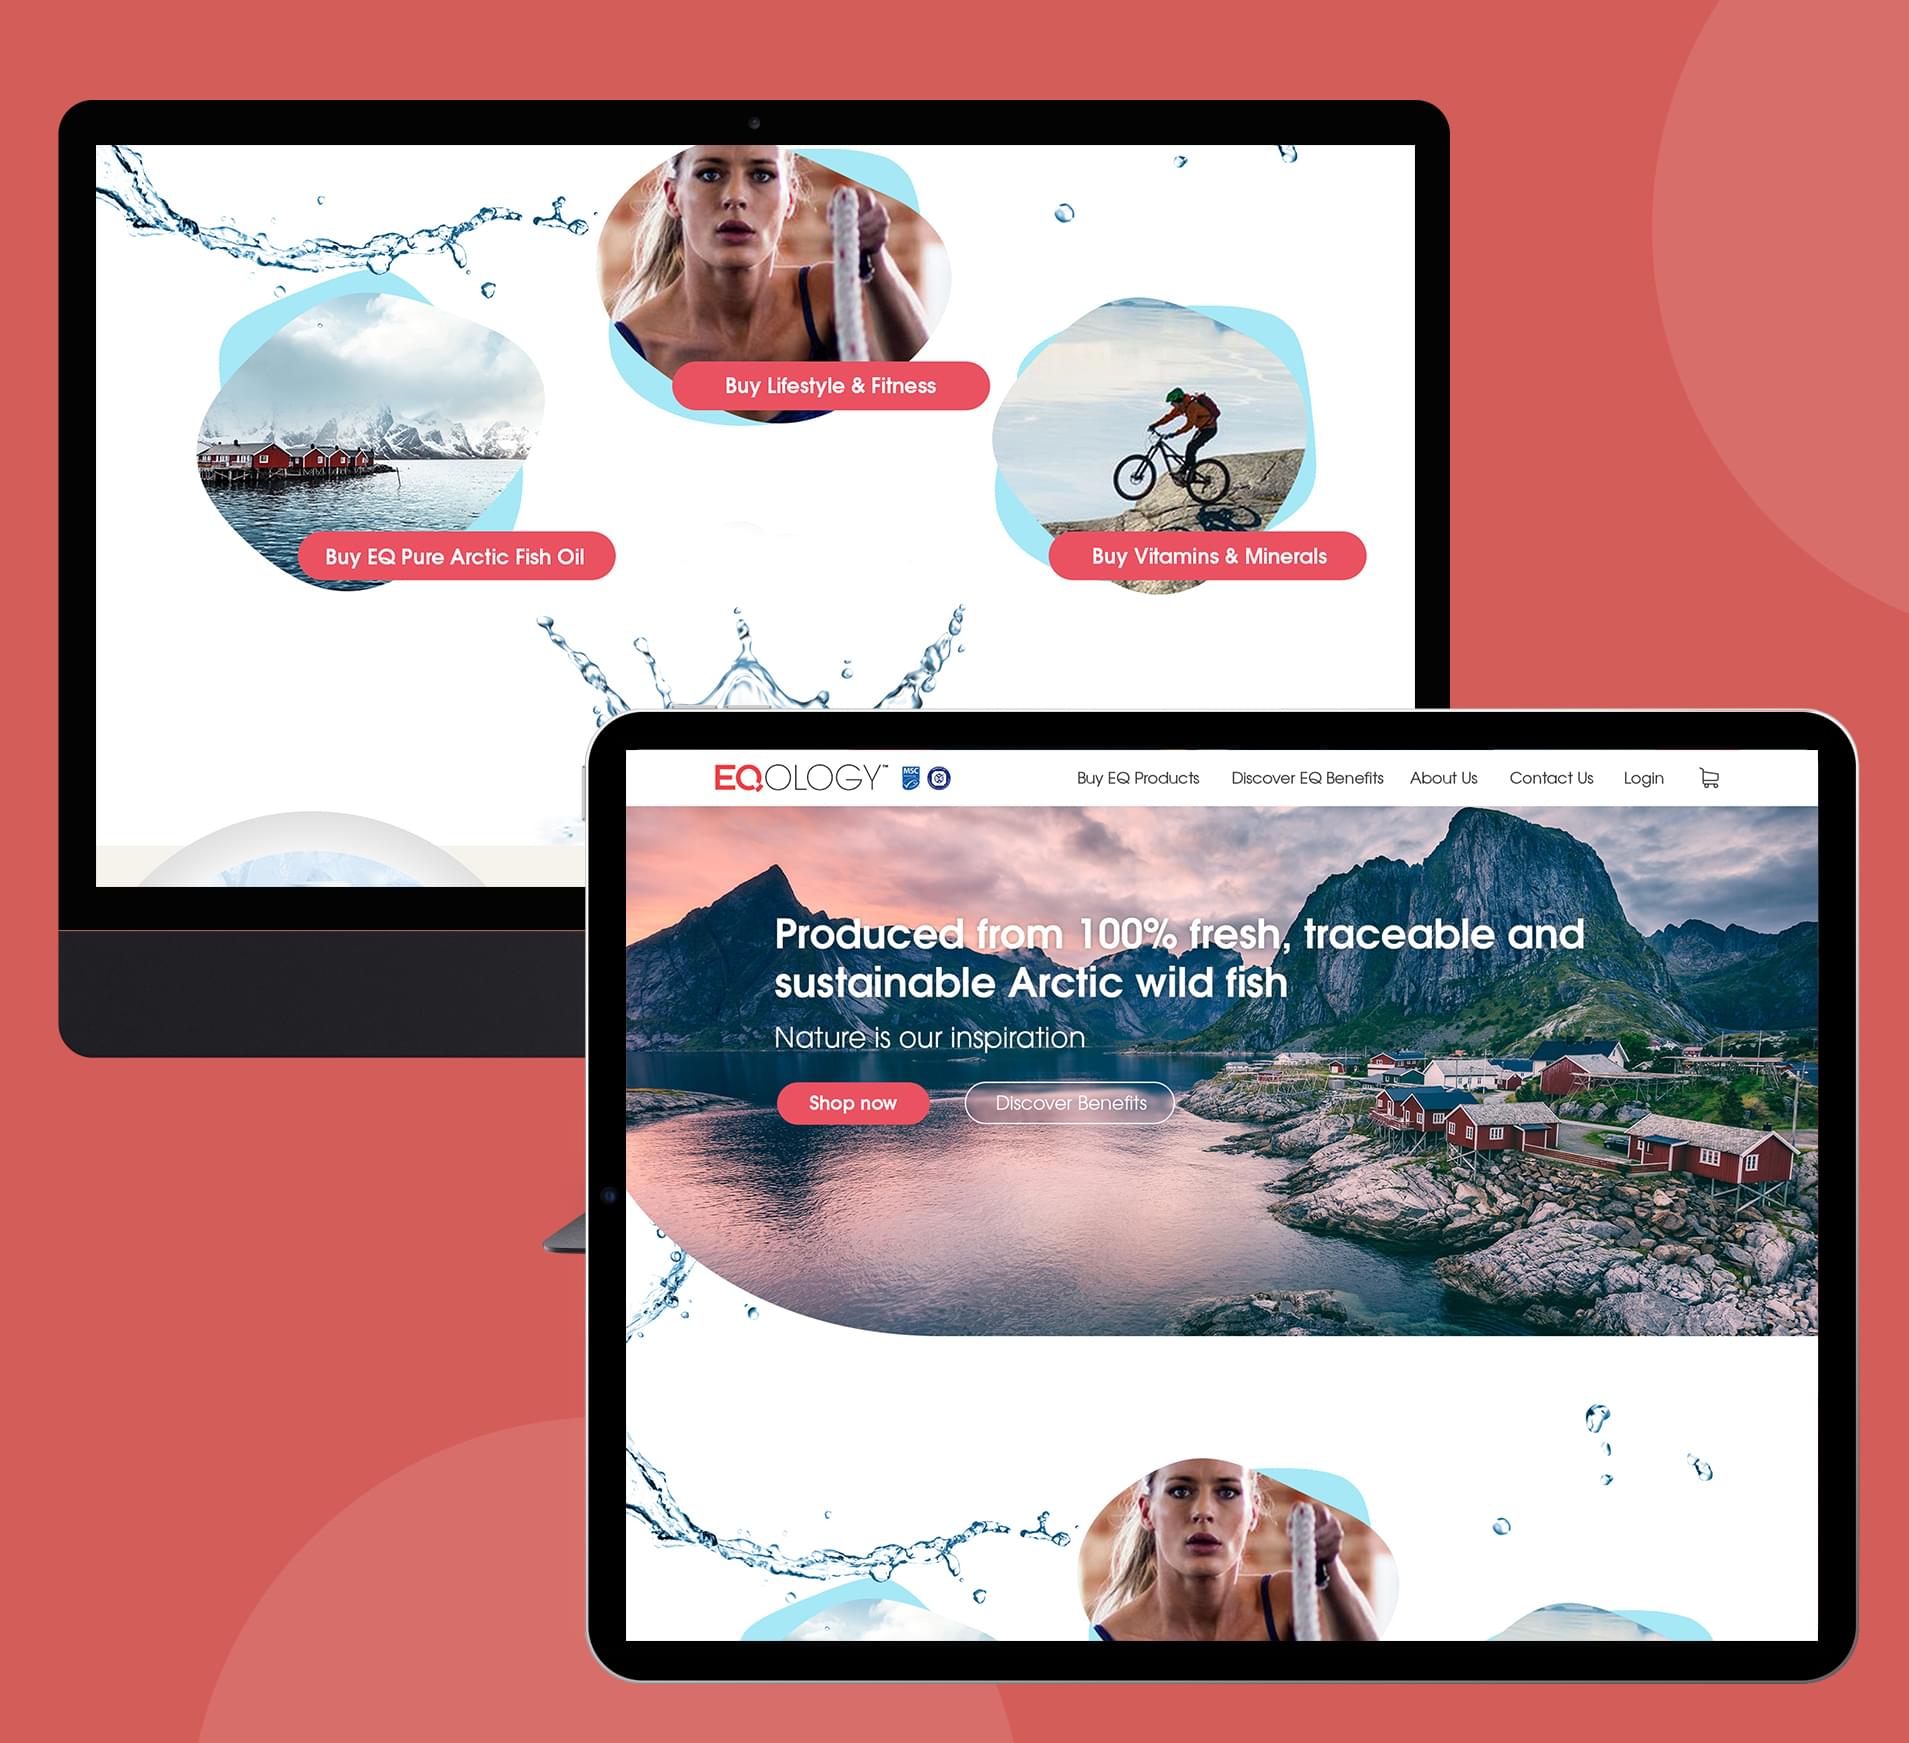 Buy Lifestyle & Fitness
Buy EQ Pure Arctic Fish Oil
Buy Vitamins & Minerals
EQOLOGY™ MSC
Buy EQ Products Discover EQ Benefits About Us Contact Us Login
Produced from 100% fresh, traceable and
sustainable Arctic wild fish
Nature is our inspiration
Shop now Discover Benefits